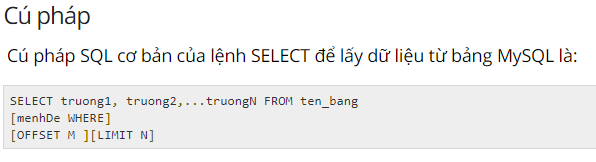 Cú pháp
Cú pháp SQL cơ bản của lệnh SELECT để lấy dữ liệu từ bảng MySQL là:
SELECT truong1, truong2,...truongN FROM ten_bang
[menhDe WHERE]
[OFFSET M ][LIMIT N]